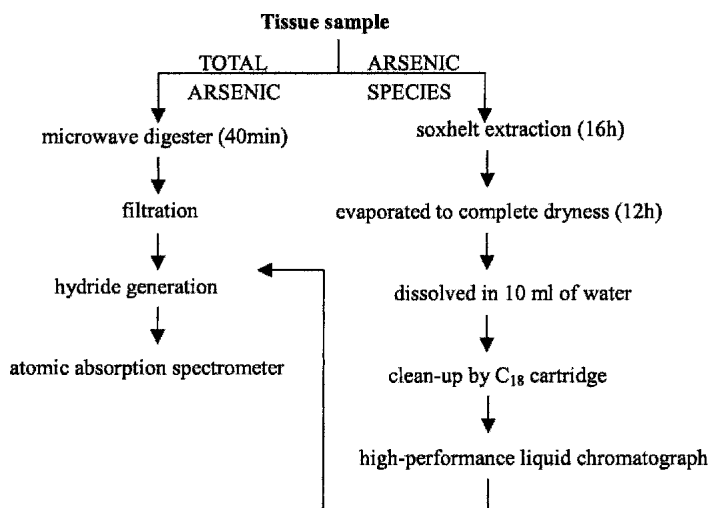 Tissue sample
TOTAL
ARSENIC
ARSENIC
SPECIES
microwave digester (40min)
filtration
hydride generation
atomic absorption spectrometer
soxhelt extraction (16h)
evaporated to complete dryness (12h)
dissolved in 10 ml of water
clean-up by C₁₈ cartridge
high-performance liquid chromatograph